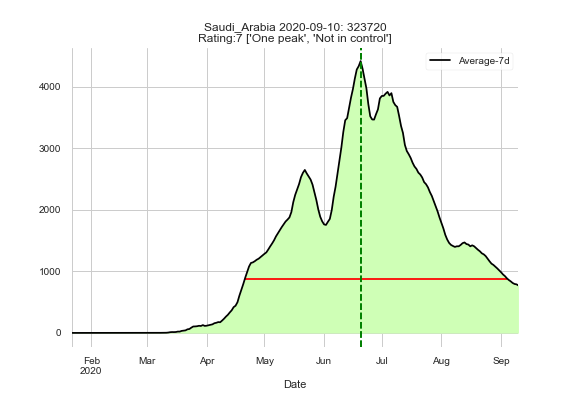 Saudi_Arabia 2020-09-10: 323720
Rating:7 ['One peak', 'Not in control']
Average-7d
4000
3000
2000
1000
0
Feb Mar Apr May Jun Jul Aug Sep
2020
Date